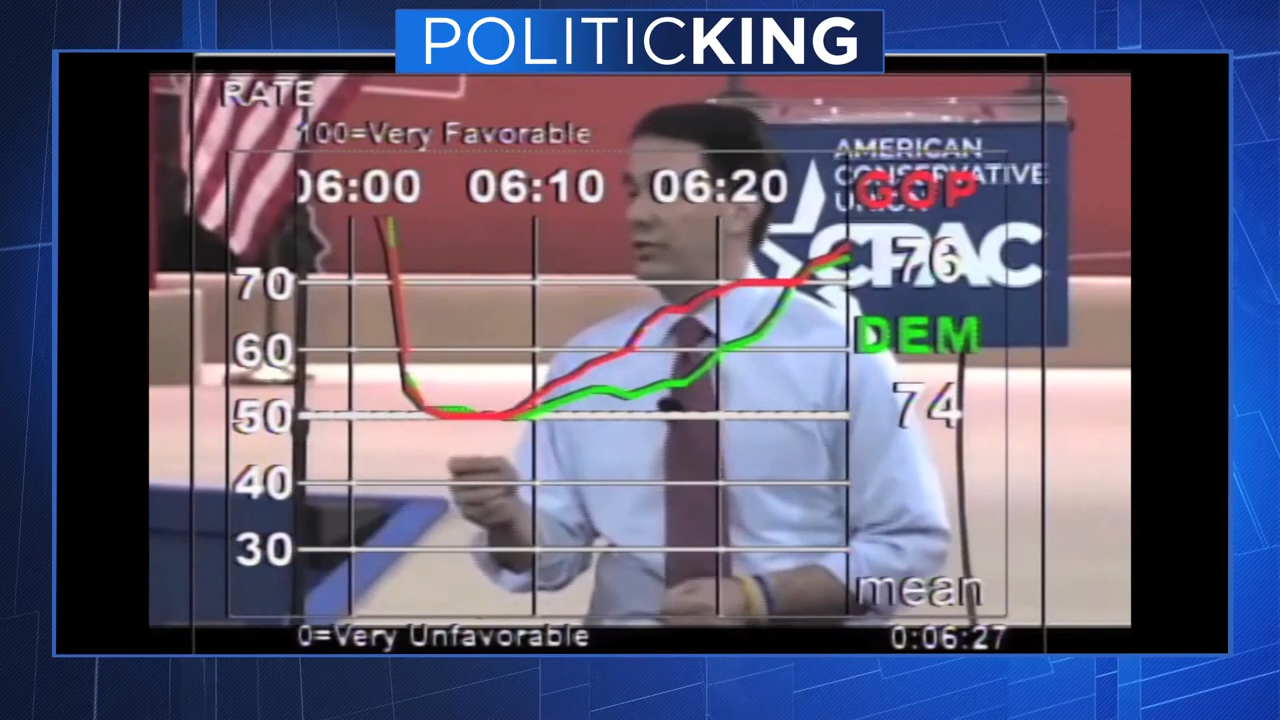 POLITICKING
RATE
100=Very Favorable
AMERICAN
CONSERVATIVE
UNION
CPAC
06:00 06:10 06:20
GOP
76
DEM
74
70
60
50
40
30
mean
0=Very Unfavorable
0:06:27